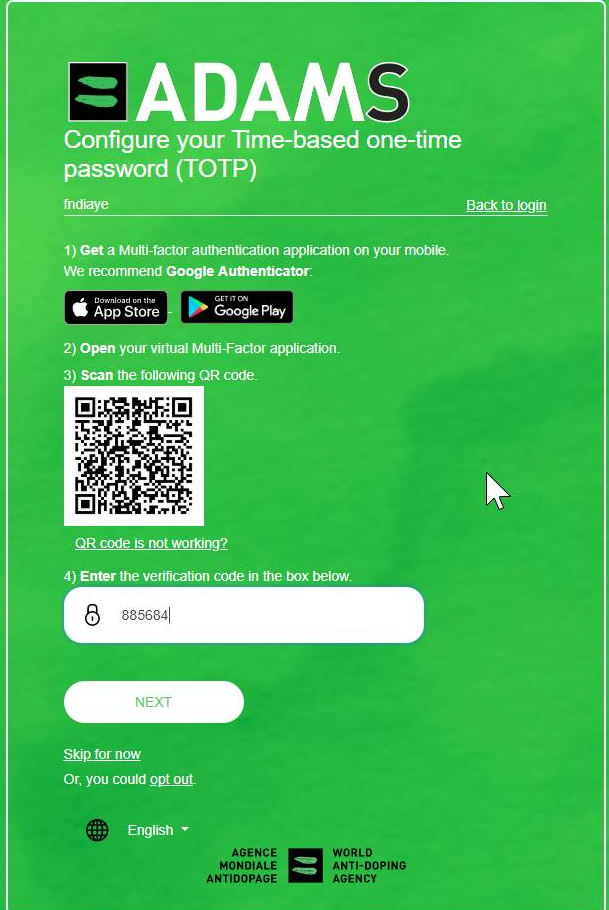 ADAMS
Configure your Time-based one-time
password (TOTP)
fndiaye
Back to login
1) Get a Multi-factor authentication application on your mobile.
We recommend Google Authenticator:
Download on the
App Store
GET IT ON
Google Play
2) Open your virtual Multi-Factor application.
3) Scan the following QR code.
QR code is not working?
4) Enter the verification code in the box below.
885684
NEXT
Skip for now
Or, you could opt out.
English
AGENCE
MONDIALE
ANTIDOPAGE
WORLD
ANTI-DOPING
AGENCY